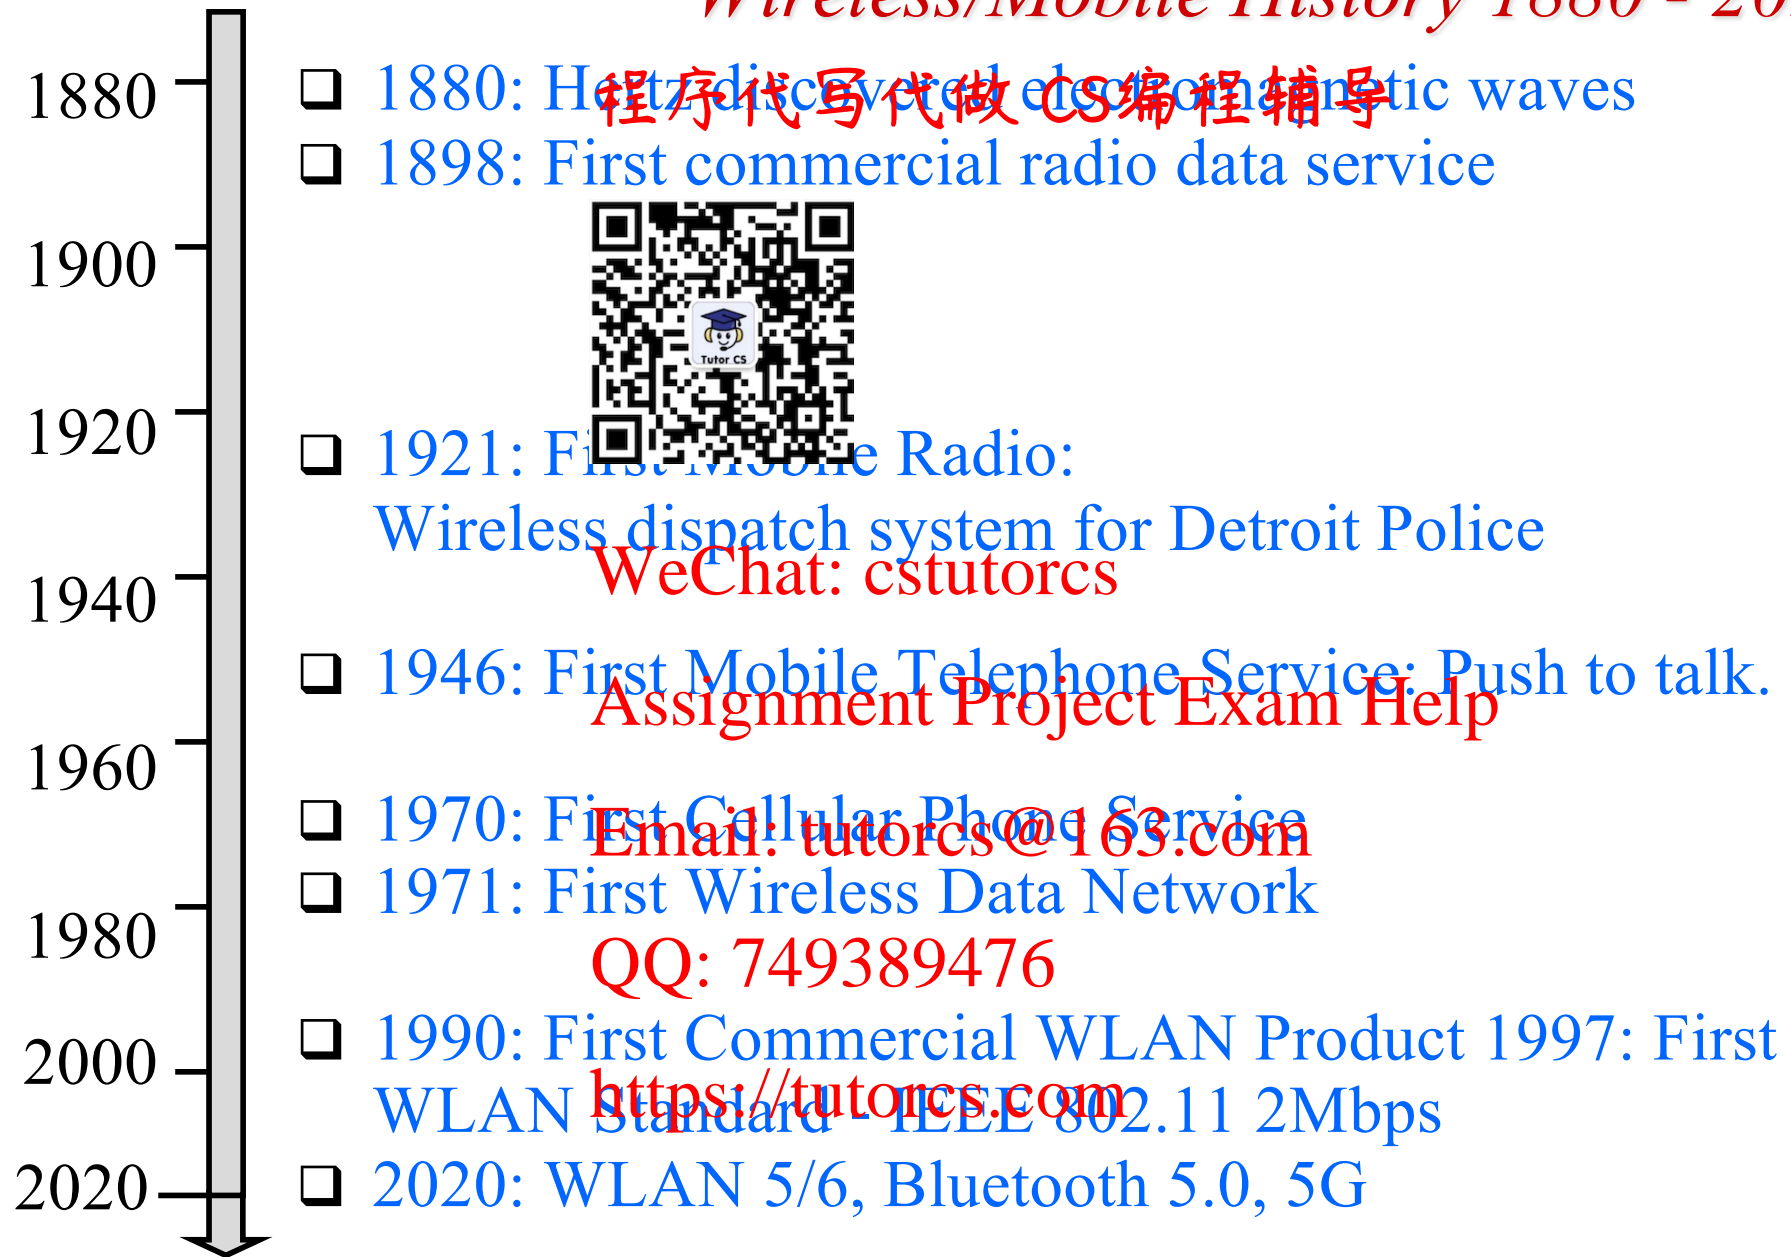 Wireless/Mobile History 1880 - 20
1880
1880: Hertz discovered electromagnetic waves
程序代写代做 CS编程辅导
1898: First commercial radio data service
1900
Tutor CS
1920
1921: First Mobile Radio:
Wireless dispatch system for Detroit Police
WeChat: cstutorcs
1940
1946: First Mobile Telephone Service: Push to talk.
Assignment Project Exam Help
1960
1970: First Cellular Phone Service
Email: tutorcs@163.com
1971: First Wireless Data Network
1980
QQ: 749389476
1990: First Commercial WLAN Product 1997: First
2000
https://tutorcs.com
WLAN Standard - IEEE 802.11 2Mbps
2020
2020: WLAN 5/6, Bluetooth 5.0, 5G